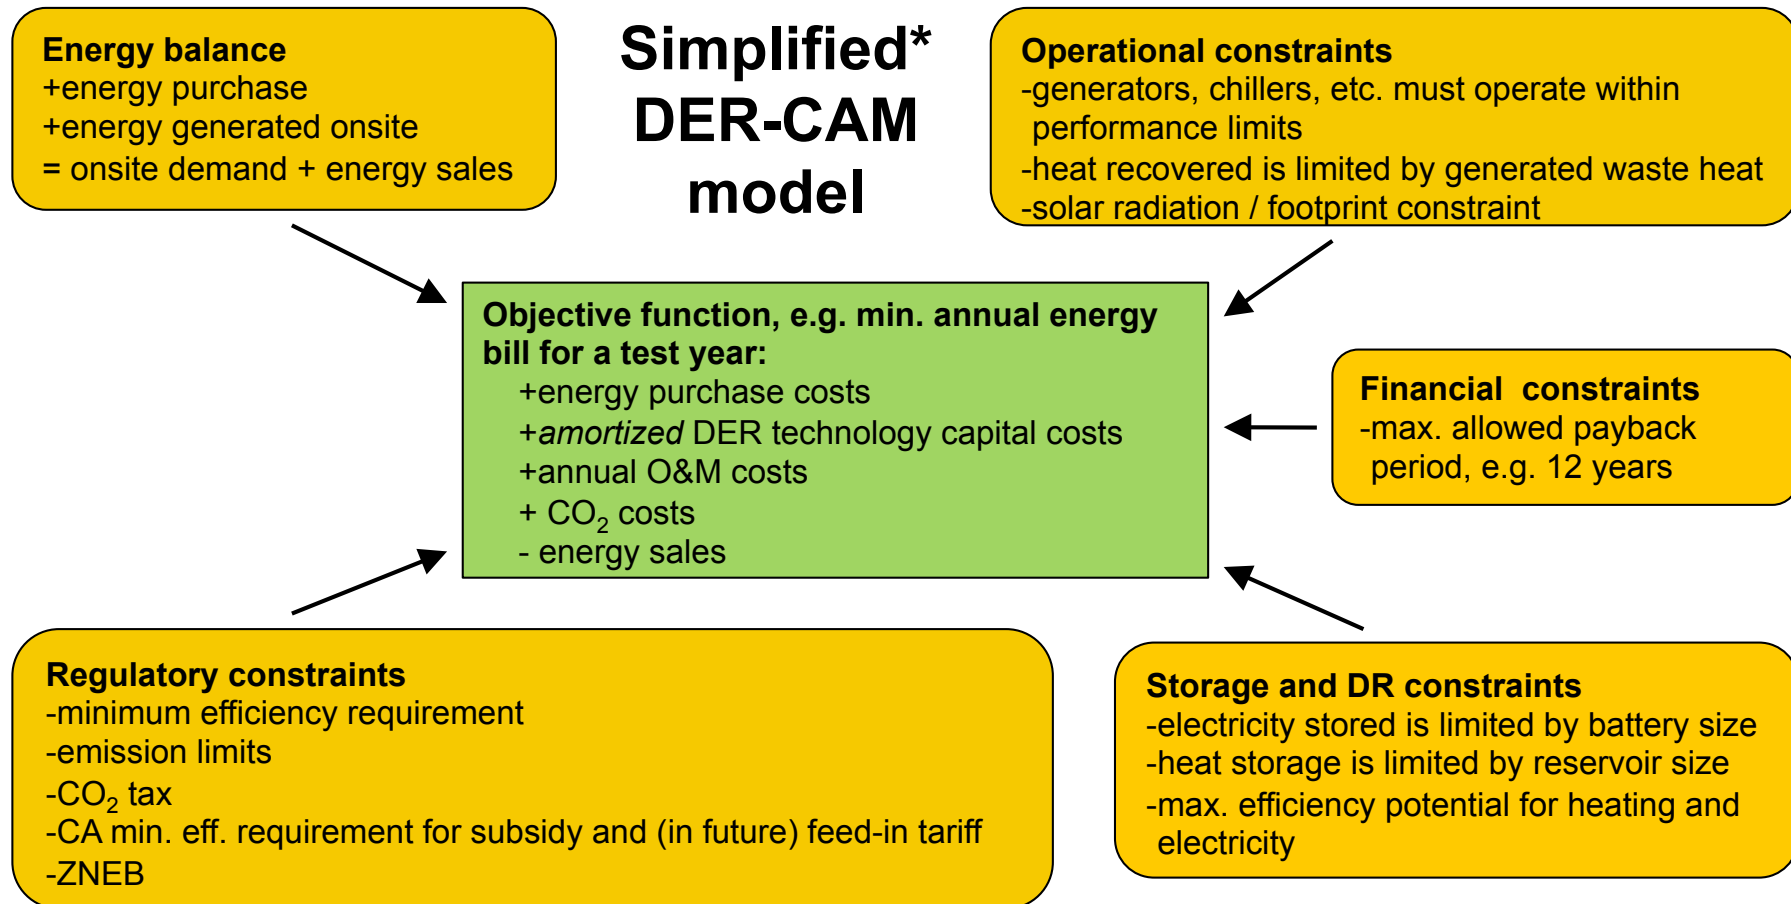 Simplified*
DER-CAM
model
Energy balance
+energy purchase
+energy generated onsite
= onsite demand + energy sales
Operational constraints
-generators, chillers, etc. must operate within
performance limits
-heat recovered is limited by generated waste heat
-solar radiation / footprint constraint
Objective function, e.g. min. annual energy
bill for a test year:
+energy purchase costs
+amortized DER technology capital costs
+annual O&M costs
+ CO₂ costs
- energy sales
Financial constraints
-max. allowed payback
period, e.g. 12 years
Regulatory constraints
-minimum efficiency requirement
-emission limits
-CO₂ tax
-CA min. eff. requirement for subsidy and (in future) feed-in tariff
-ZNEB
Storage and DR constraints
-electricity stored is limited by battery size
-heat storage is limited by reservoir size
-max. efficiency potential for heating and
electricity